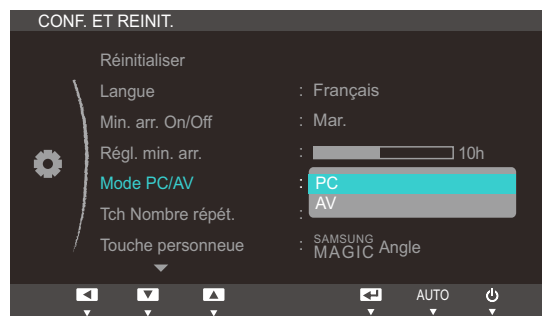 CONF. ET REINIT.
Réinitialiser
Langue : Français
Min. arr. On/Off : Mar.
Régl. min. arr. : 10h
Mode PC/AV : PC
AV
Tch Nombre répét. :
Touche personneue : SAMSUNG MAGIC Angle
AUTO